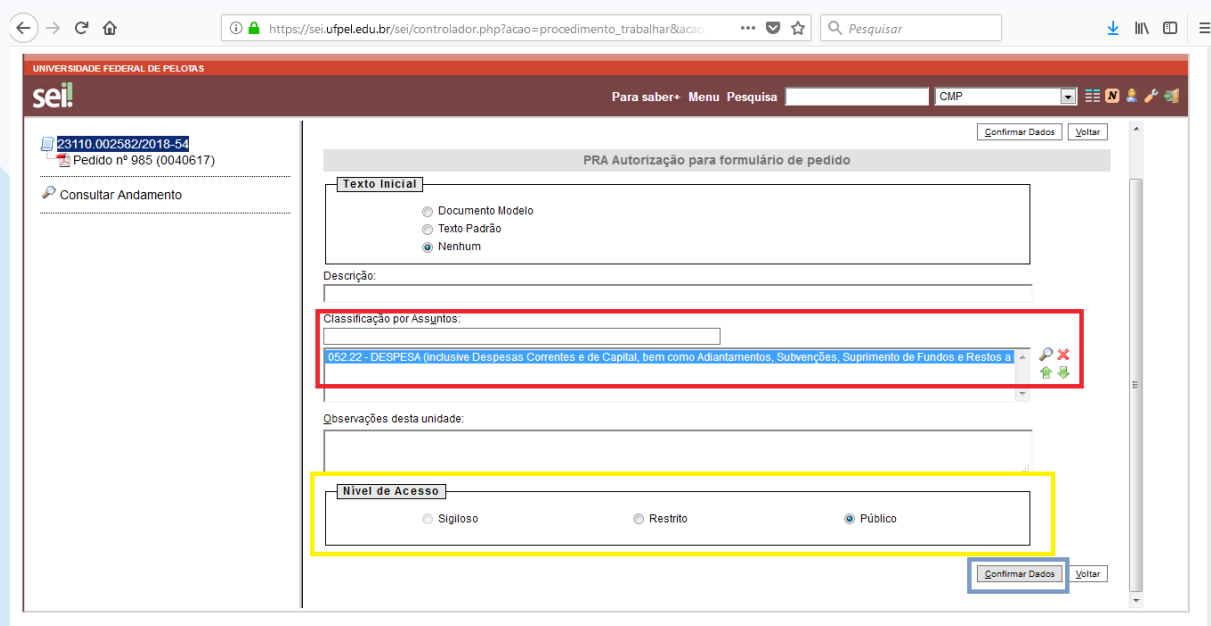 https://sei.ufpel.edu.br/sei/controlador.php?acao=procedimento_trabalhar&acao_
Pesquisar
UNIVERSIDADE FEDERAL DE PELOTAS
sei!
Para saber+ Menu Pesquisa
CMP
N
23110.002582/2018-54
Pedido nº 985 (0040617)
Consultar Andamento
Confirmar Dados Voltar
PRA Autorização para formulário de pedido
Texto Inicial
Documento Modelo
Texto Padrão
Nenhum
Descrição:
Classificação por Assuntos:
052.22 - DESPESA (inclusive Despesas Correntes e de Capital, bem como Adiantamentos, Subvenções, Suprimento de Fundos e Restos a
Observações desta unidade:
Nível de Acesso
Sigiloso Restrito Público
Confirmar Dados Voltar